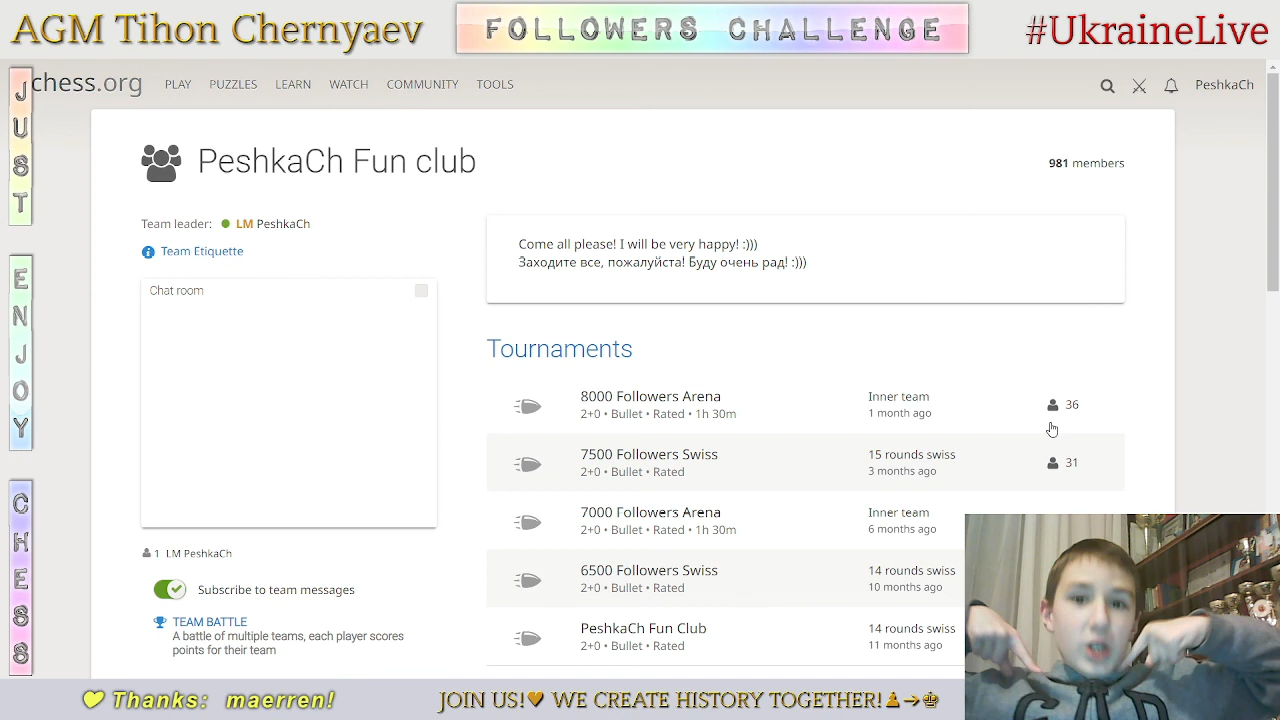 AGM Tihon Chernyaev
FOLLOWERS CHALLENGE
#UkraineLive
JUST
ENJOY
CHESS
chess.org
PLAY
PUZZLES
LEARN
WATCH
COMMUNITY
TOOLS
PeshkaCh
PeshkaCh Fun club
981 members
Team leader: LM PeshkaCh
Team Etiquette
Come all please! I will be very happy! :)))
Заходите все, пожалуйста! Буду очень рад! :)))
Chat room
Tournaments
8000 Followers Arena
2+0 • Bullet • Rated • 1h 30m
Inner team
1 month ago
36
7500 Followers Swiss
2+0 • Bullet • Rated
15 rounds swiss
3 months ago
31
7000 Followers Arena
2+0 • Bullet • Rated • 1h 30m
Inner team
6 months ago
6500 Followers Swiss
2+0 • Bullet • Rated
14 rounds swiss
10 months ago
PeshkaCh Fun Club
2+0 • Bullet • Rated
14 rounds swiss
11 months ago
1 LM PeshkaCh
Subscribe to team messages
TEAM BATTLE
A battle of multiple teams, each player scores
points for their team
Thanks: maerren!
JOIN US!♥ WE CREATE HISTORY TOGETHER!♟→♚